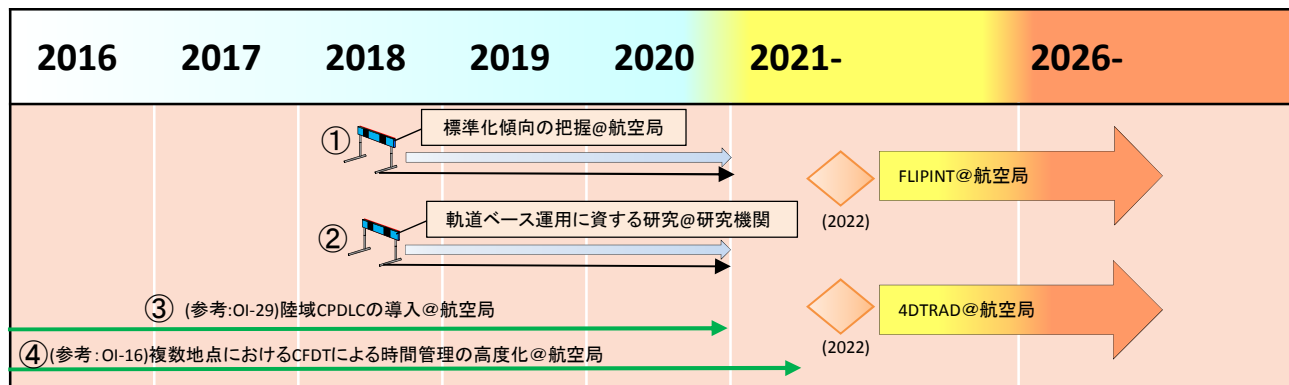 2016 2017 2018 2019 2020 2021- 2026-
① 標準化傾向の把握@航空局
FLIPINT@航空局
(2022)
② 軌道ベース運用に資する研究@研究機関
③ (参考:OI-29)陸域CPDLCの導入@航空局
4DTRAD@航空局
(2022)
④ (参考:OI-16)複数地点におけるCFDTによる時間管理の高度化@航空局